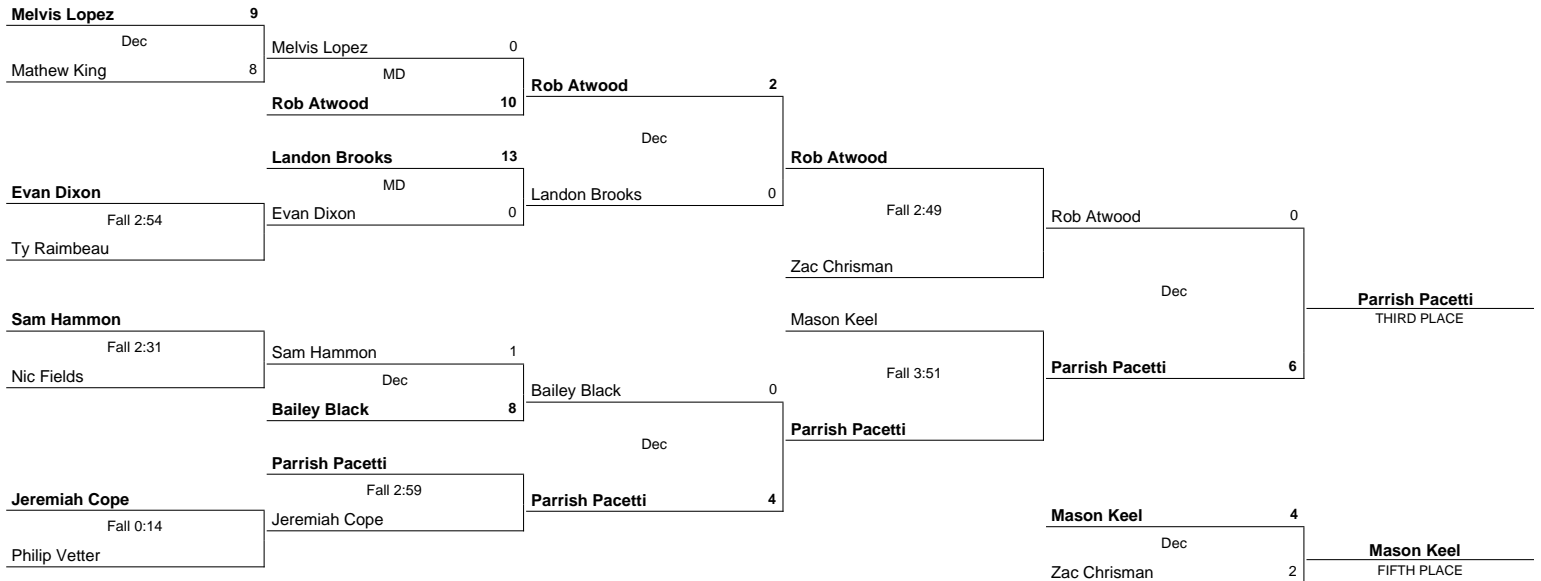 Melvis Lopez 9
Dec
Mathew King 8
Evan Dixon
Fall 2:54
Ty Raimbeau
Sam Hammon
Fall 2:31
Nic Fields
Jeremiah Cope
Fall 0:14
Philip Vetter
Melvis Lopez 0
MD
Rob Atwood 10
Landon Brooks 13
MD
Evan Dixon 0
Sam Hammon 1
Dec
Bailey Black 8
Parrish Pacetti
Fall 2:59
Jeremiah Cope
Rob Atwood 2
Dec
Landon Brooks 0
Bailey Black 0
Dec
Parrish Pacetti 4
Rob Atwood
Fall 2:49
Zac Chrisman
Mason Keel
Fall 3:51
Parrish Pacetti
Rob Atwood 0
Dec
Parrish Pacetti 6
Parrish Pacetti
THIRD PLACE
Mason Keel 4
Dec
Zac Chrisman 2
Mason Keel
FIFTH PLACE